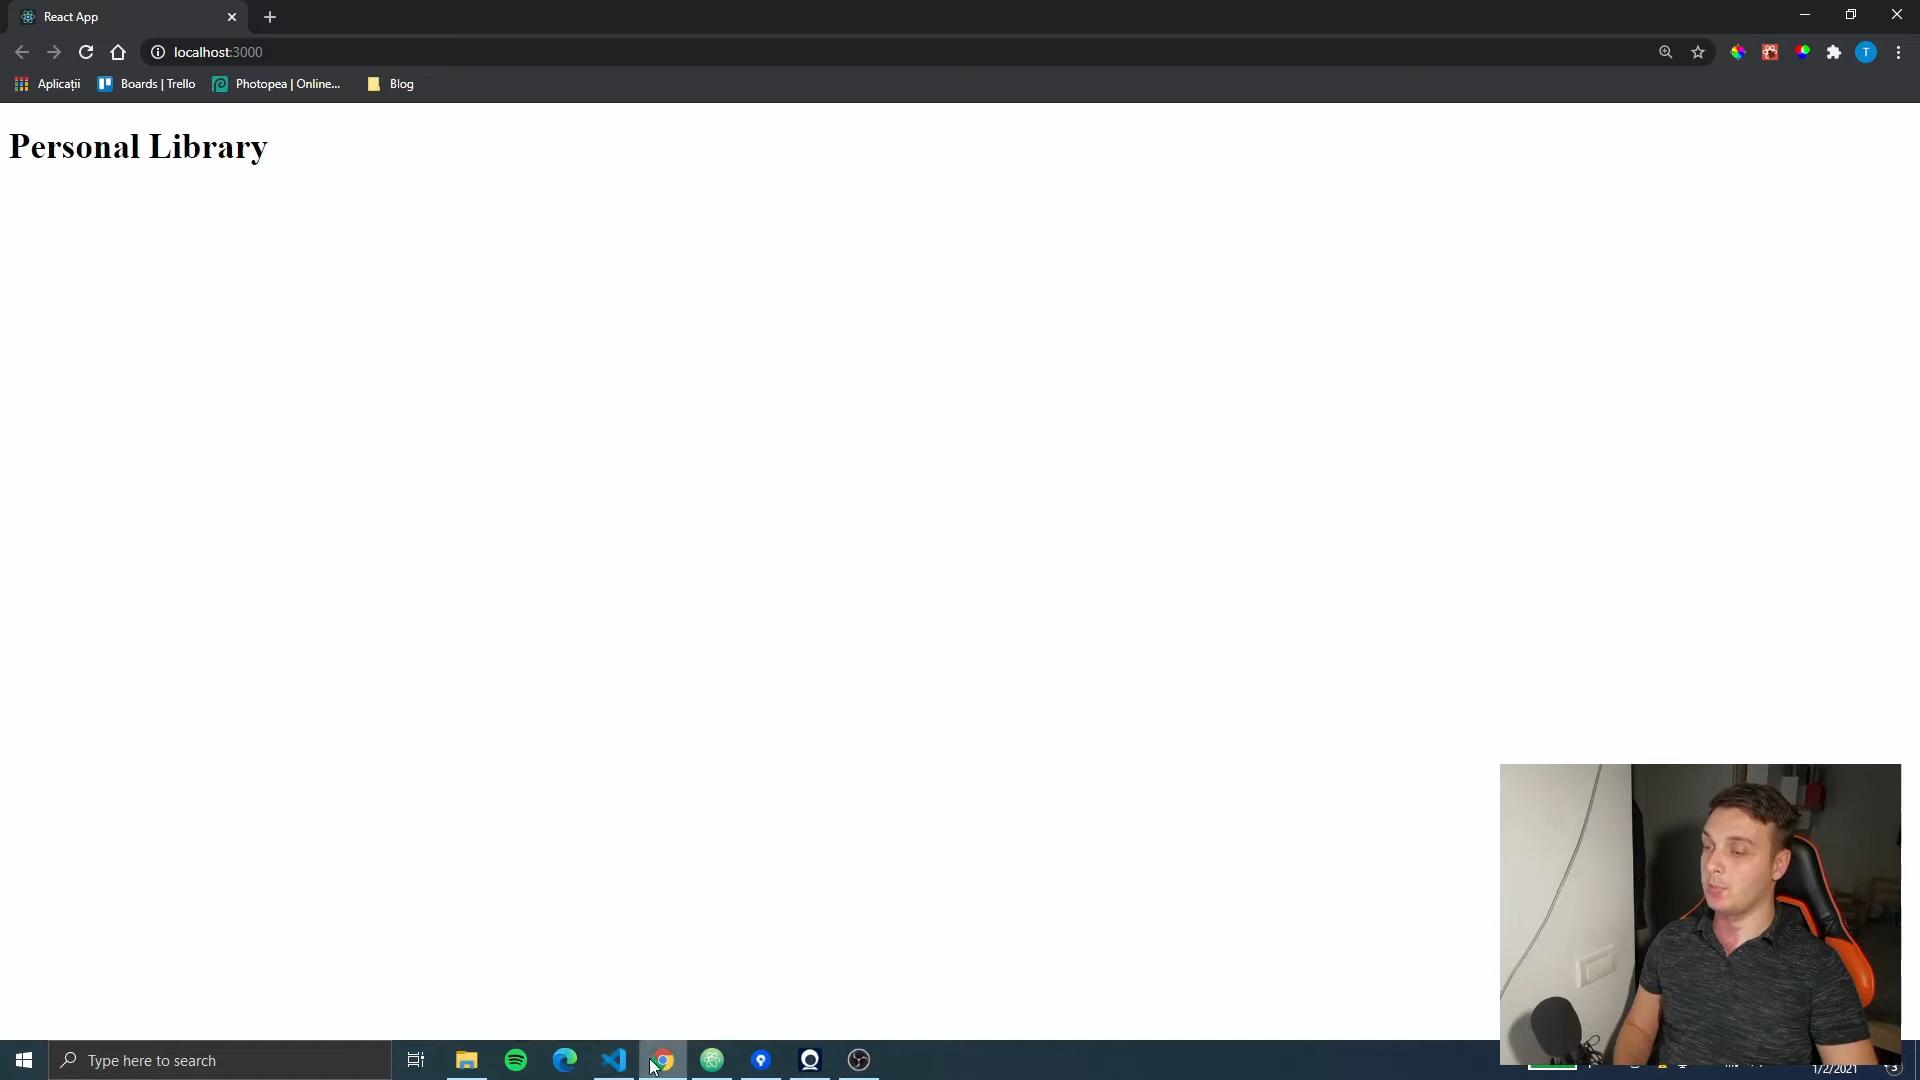 React App
localhost:3000
T
Aplicații
Boards | Trello
Photopea | Online...
Blog
Personal Library
Type here to search
1/2/2021
3